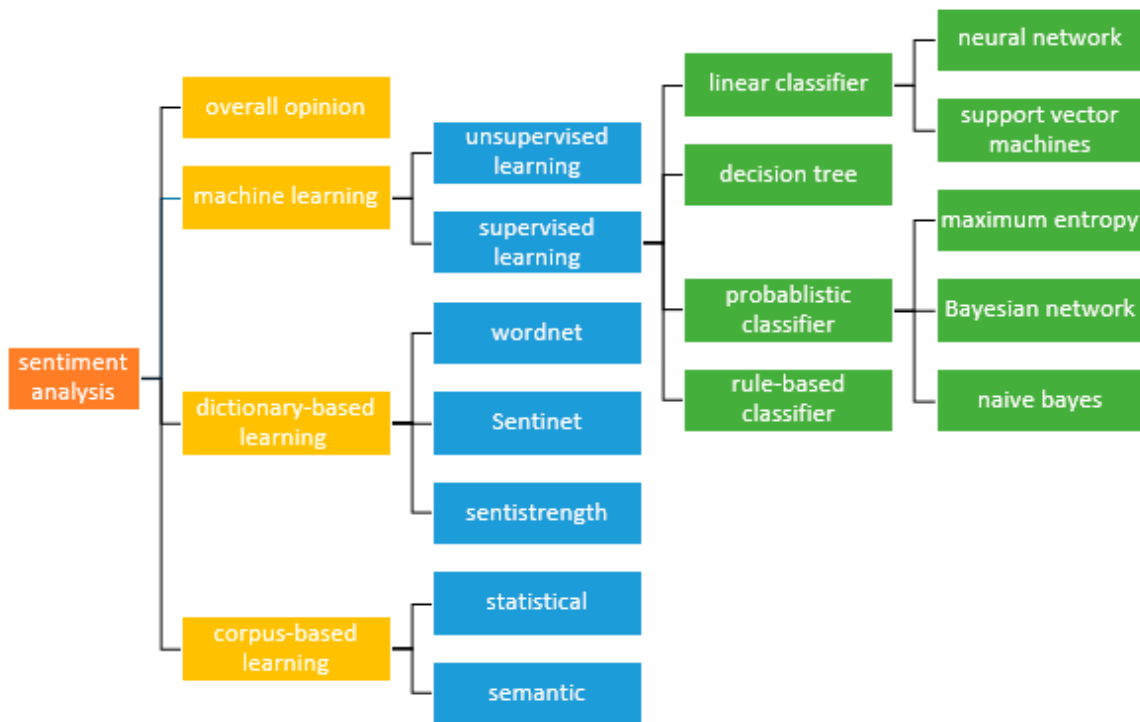 sentiment
analysis
overall opinion
machine learning
dictionary-based
learning
corpus-based
learning
unsupervised
learning
supervised
learning
wordnet
Sentinet
sentistrength
statistical
semantic
linear classifier
decision tree
probablistic
classifier
rule-based
classifier
neural network
support vector
machines
maximum entropy
Bayesian network
naive bayes